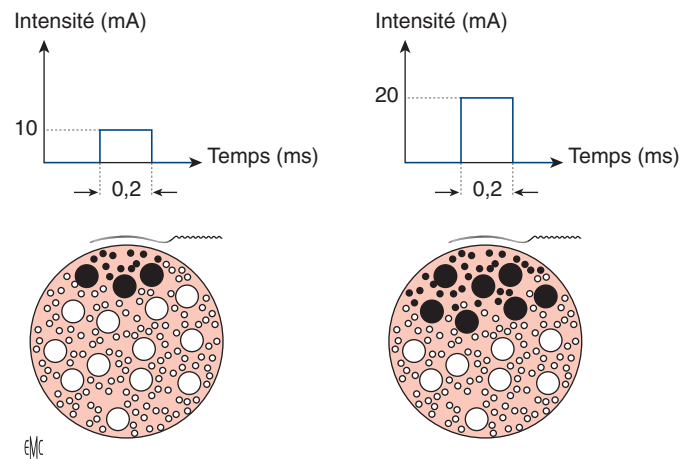 Intensité (mA)
10
Temps (ms)
0,2
Intensité (mA)
20
Temps (ms)
0,2
EMC